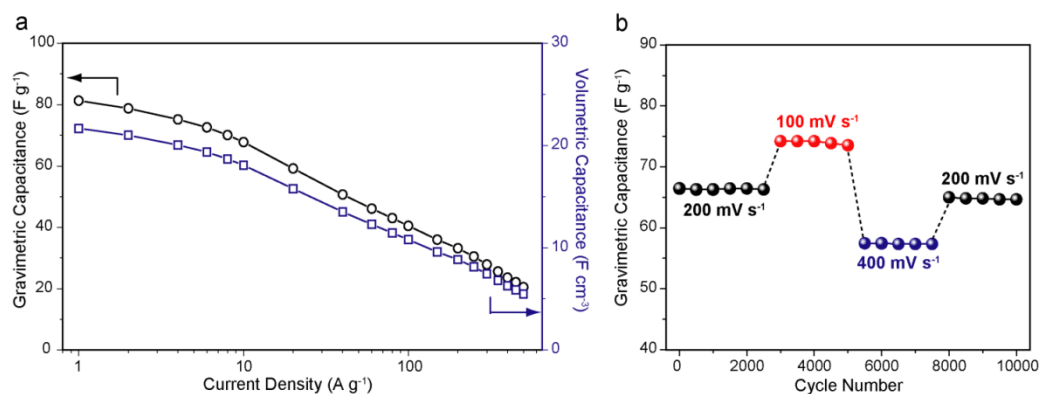 a
100
80
60
40
20
0
Gravimetric Capacitance (F g⁻¹)
30
20
10
0
Volumetric Capacitance (F cm⁻³)
1
10
100
Current Density (A g⁻¹)
b
90
80
70
60
50
40
Gravimetric Capacitance (F g⁻¹)
100 mV s⁻¹
200 mV s⁻¹
200 mV s⁻¹
400 mV s⁻¹
0
2000
4000
6000
8000
10000
Cycle Number